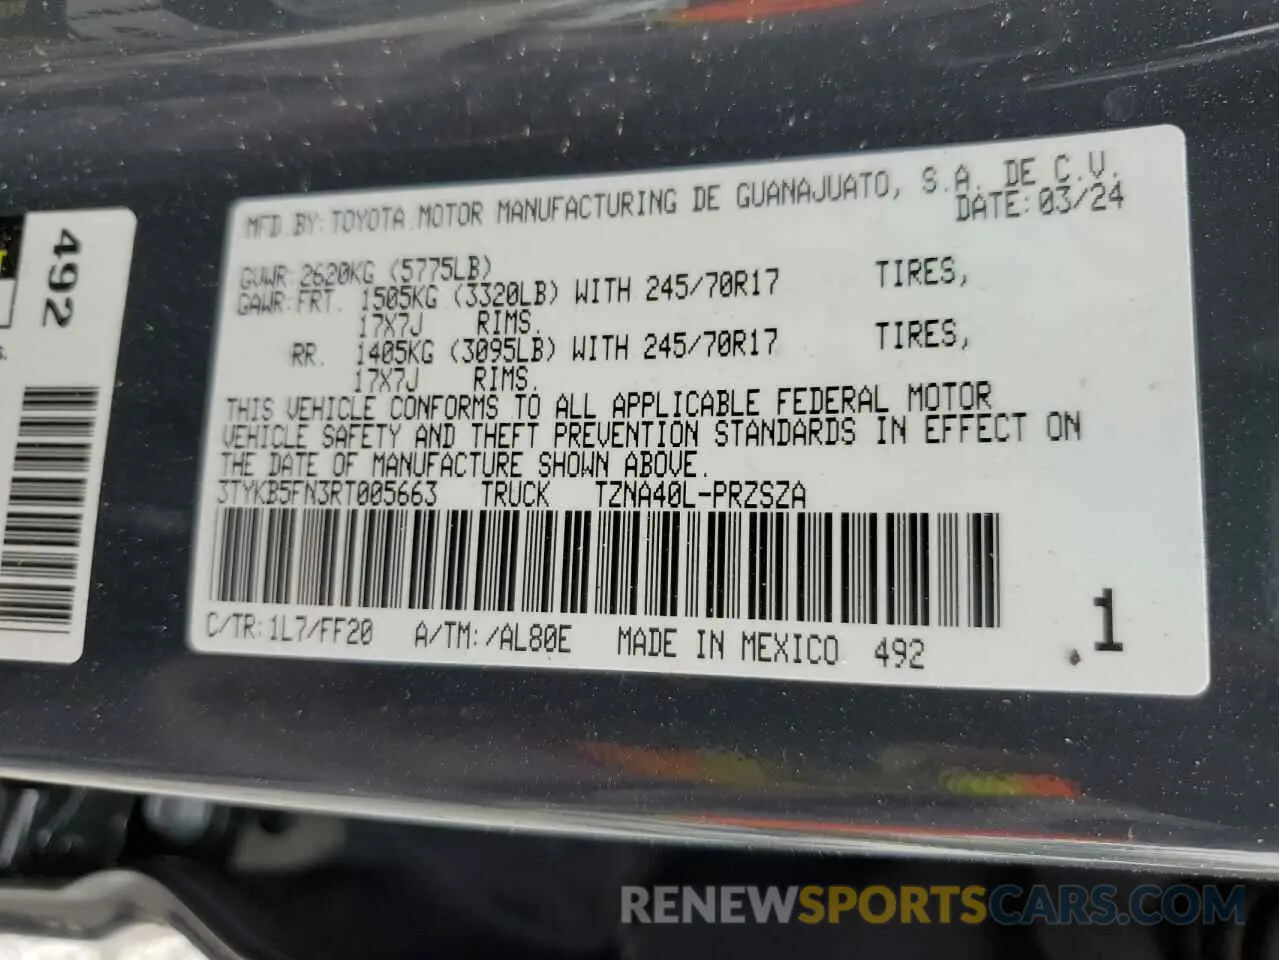 MFD.BY:TOYOTA MOTOR MANUFACTURING DE GUANAJUATO, S.A. DE C.V.
DATE:03/24
GVWR:2620KG (5775LB)
GAWR:FRT. 1505KG (3320LB) WITH 245/70R17 TIRES,
17X7J RIMS.
RR. 1405KG (3095LB) WITH 245/70R17 TIRES,
17X7J RIMS.
THIS VEHICLE CONFORMS TO ALL APPLICABLE FEDERAL MOTOR
VEHICLE SAFETY AND THEFT PREVENTION STANDARDS IN EFFECT ON
THE DATE OF MANUFACTURE SHOWN ABOVE.
3TYKB5FN3RT005663 TRUCK TZNA40L-PRZSZA
C/TR:1L7/FF20 A/TM:/AL80E MADE IN MEXICO 492
.1
492
RENEWSPORTSCARS.COM